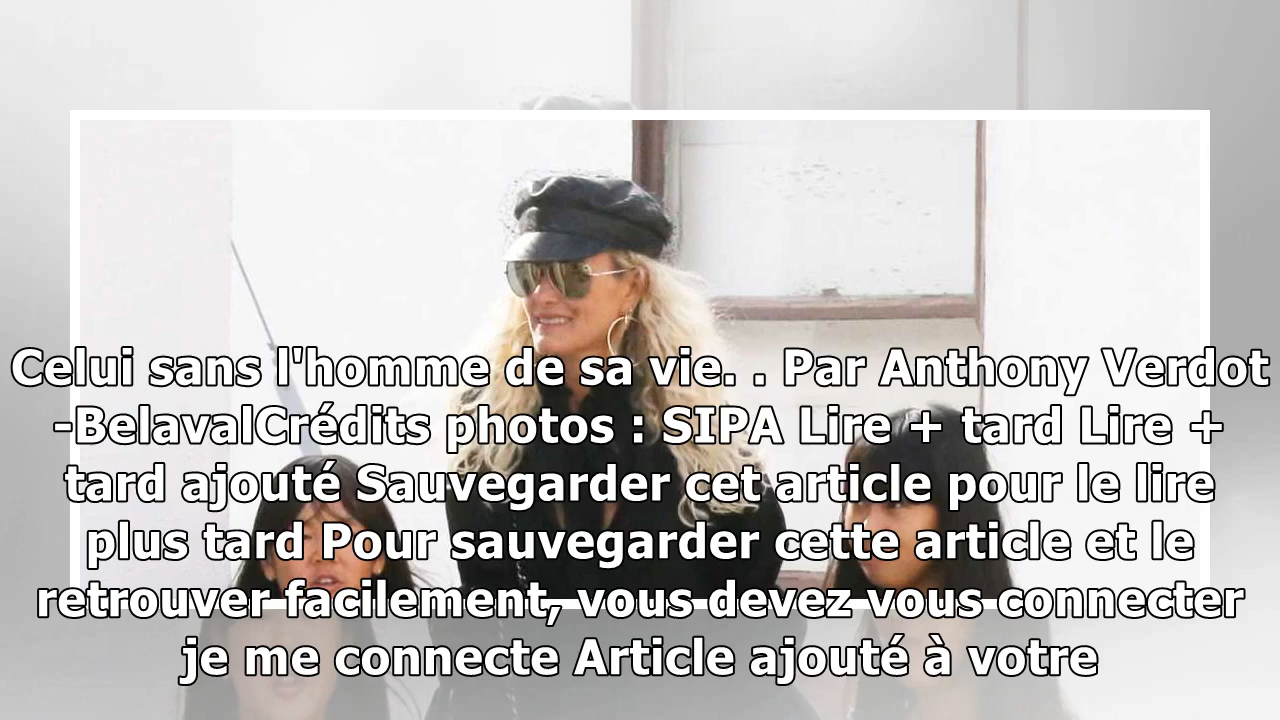 Celui sans l'homme de sa vie. . Par Anthony Verdot
-BelavalCrédits photos : SIPA Lire + tard Lire +
tard ajouté Sauvegarder cet article pour le lire
plus tard Pour sauvegarder cette article et le
retrouver facilement, vous devez vous connecter
je me connecte Article ajouté à votre